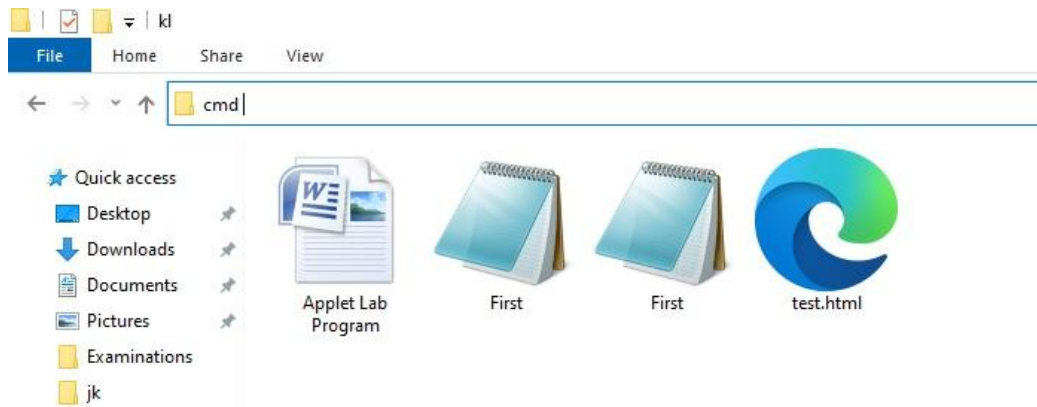 kl
File Home Share View
cmd
Quick access
Desktop
Downloads
Documents
Pictures
Examinations
jk
W
Applet Lab
Program
First
First
test.html